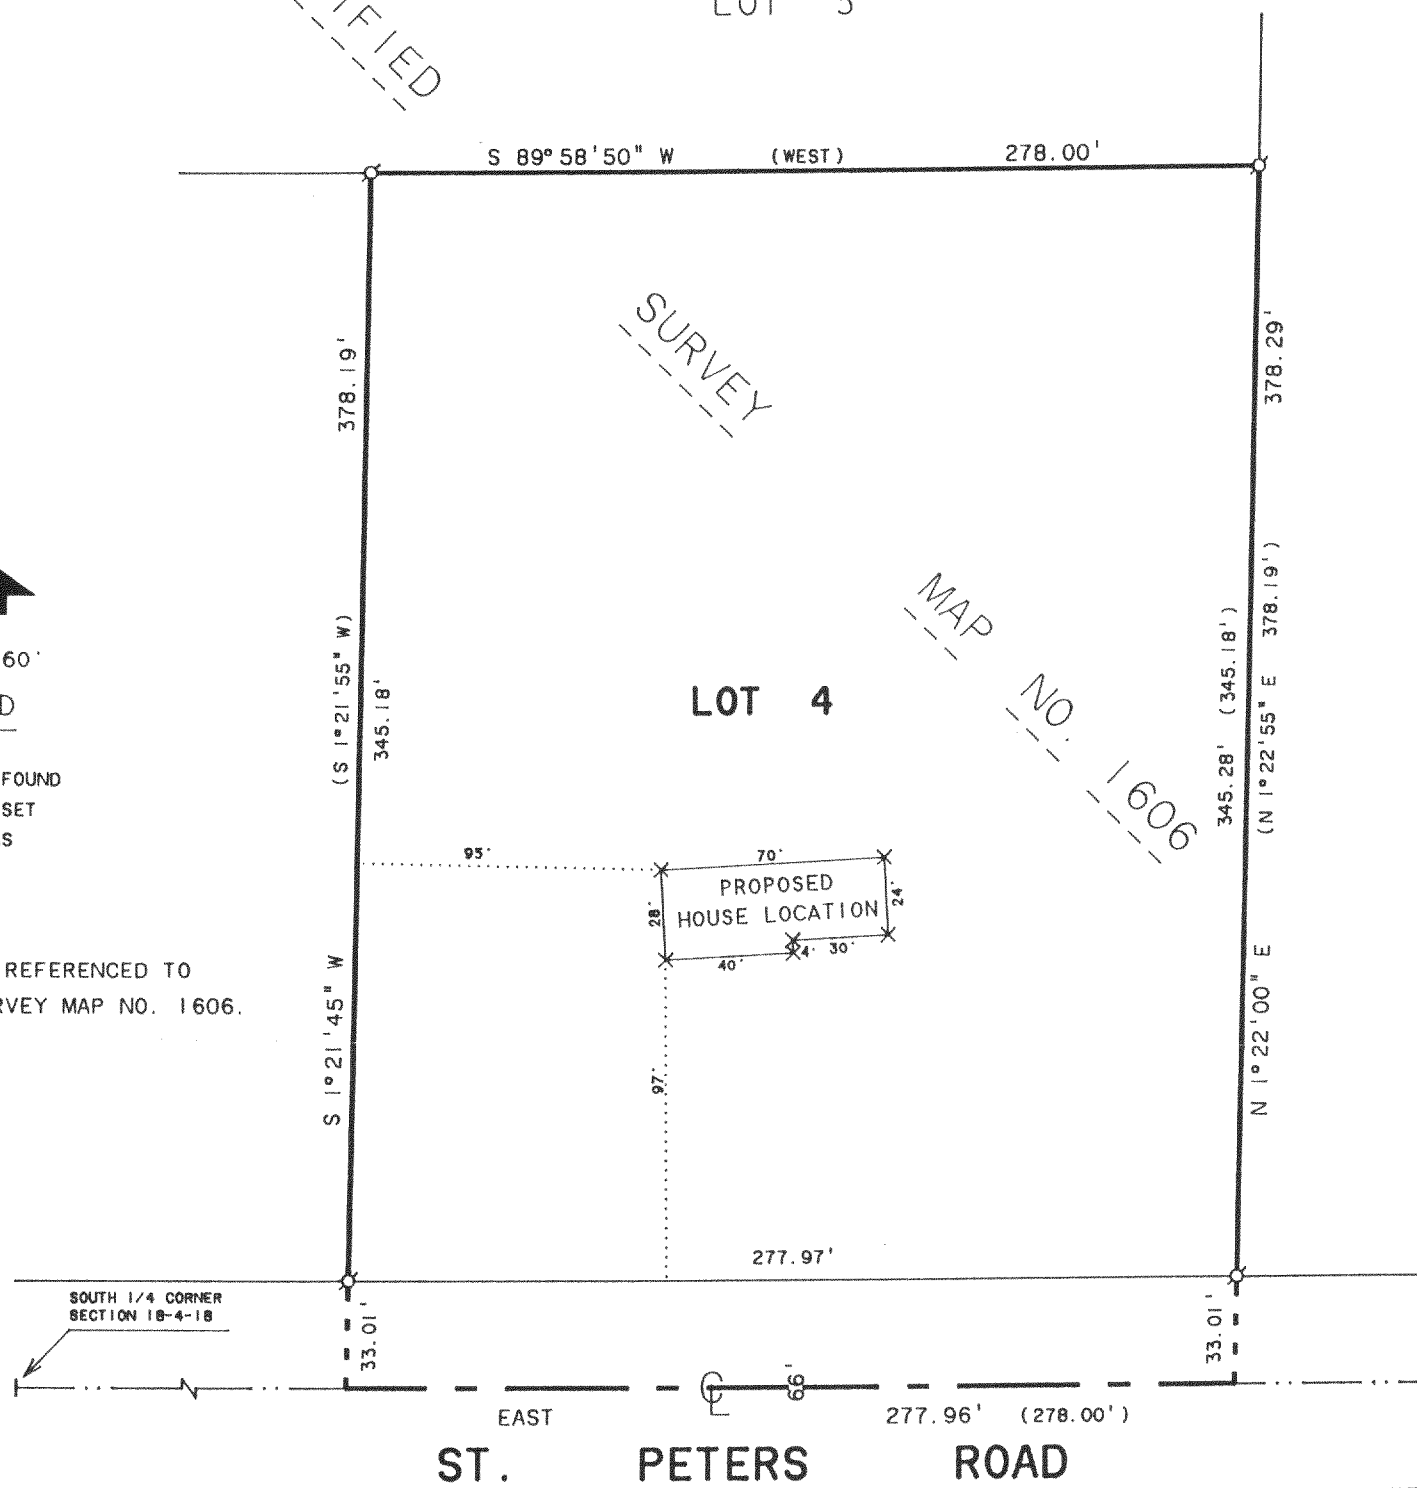 LOT
IFIED
S 89°58'50" W (WEST) 278.00'
SURVEY
378.19'
378.29'
MAP
(S 1°21'55" W)
345.18'
(N 1°22'55" E 378.19')
345.28' (345.18')
60'
D
LOT 4
NO.
FOUND
SET
S
1606
95'
70'
PROPOSED
HOUSE LOCATION
28'
24'
40'
4'
30'
REFERENCED TO
RVEY MAP NO. 1606.
S 1°21'45" W
N 1°22'00" E
97'
277.97'
SOUTH 1/4 CORNER
SECTION 18-4-18
33.01'
33.01'
CL
66'
EAST
277.96' (278.00')
ST. PETERS ROAD